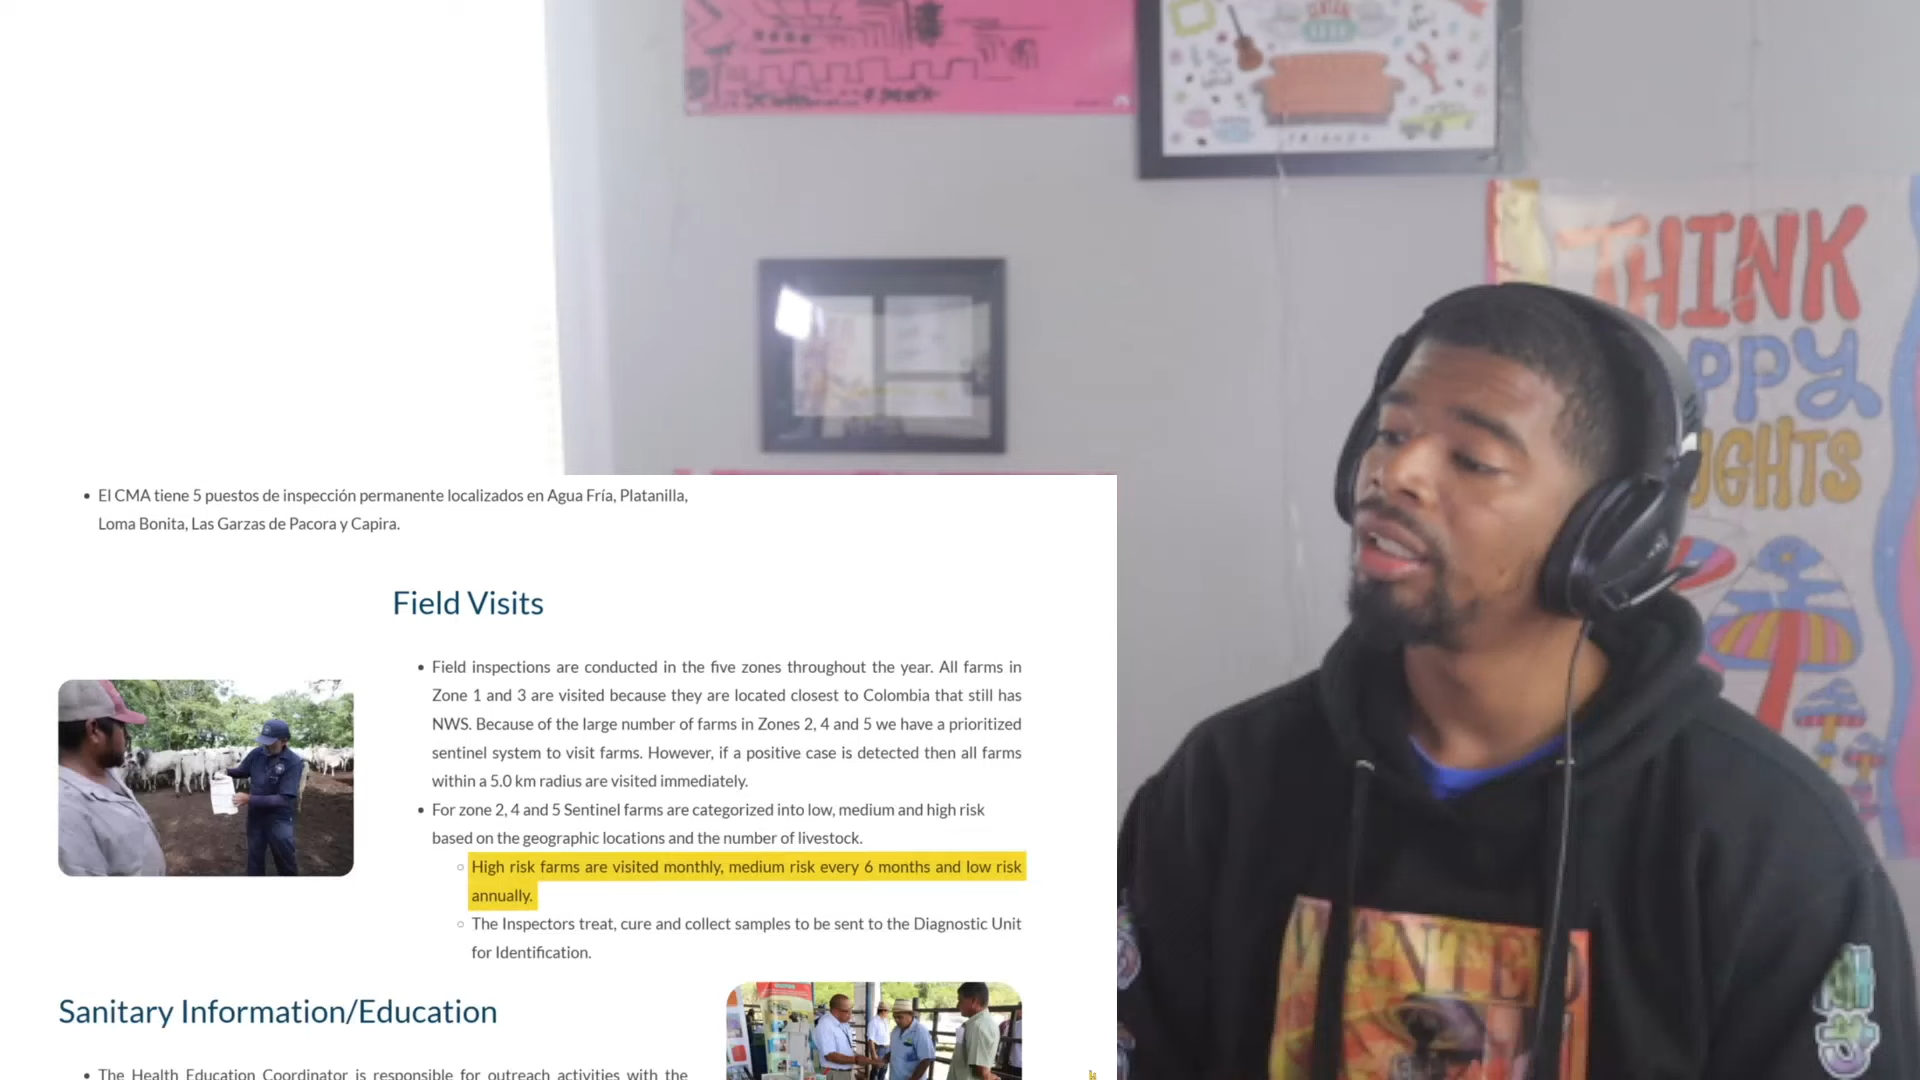 THINK
HAPPY
THOUGHTS
FRIENDS
• El CMA tiene 5 puestos de inspección permanente localizados en Agua Fría, Platanilla,
Loma Bonita, Las Garzas de Pacora y Capira.
Field Visits
• Field inspections are conducted in the five zones throughout the year. All farms in
Zone 1 and 3 are visited because they are located closest to Colombia that still has
NWS. Because of the large number of farms in Zones 2, 4 and 5 we have a prioritized
sentinel system to visit farms. However, if a positive case is detected then all farms
within a 5.0 km radius are visited immediately.
• For zone 2, 4 and 5 Sentinel farms are categorized into low, medium and high risk
based on the geographic locations and the number of livestock.
○ High risk farms are visited monthly, medium risk every 6 months and low risk
annually.
○ The Inspectors treat, cure and collect samples to be sent to the Diagnostic Unit
for Identification.
Sanitary Information/Education
• The Health Education Coordinator is responsible for outreach activities with the
WANTED